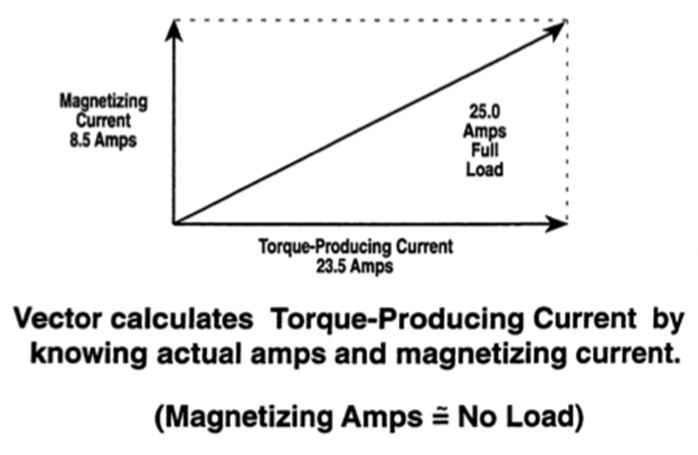 Magnetizing
Current
8.5 Amps
25.0
Amps
Full
Load
Torque-Producing Current
23.5 Amps
Vector calculates Torque-Producing Current by
knowing actual amps and magnetizing current.
(Magnetizing Amps ≅ No Load)